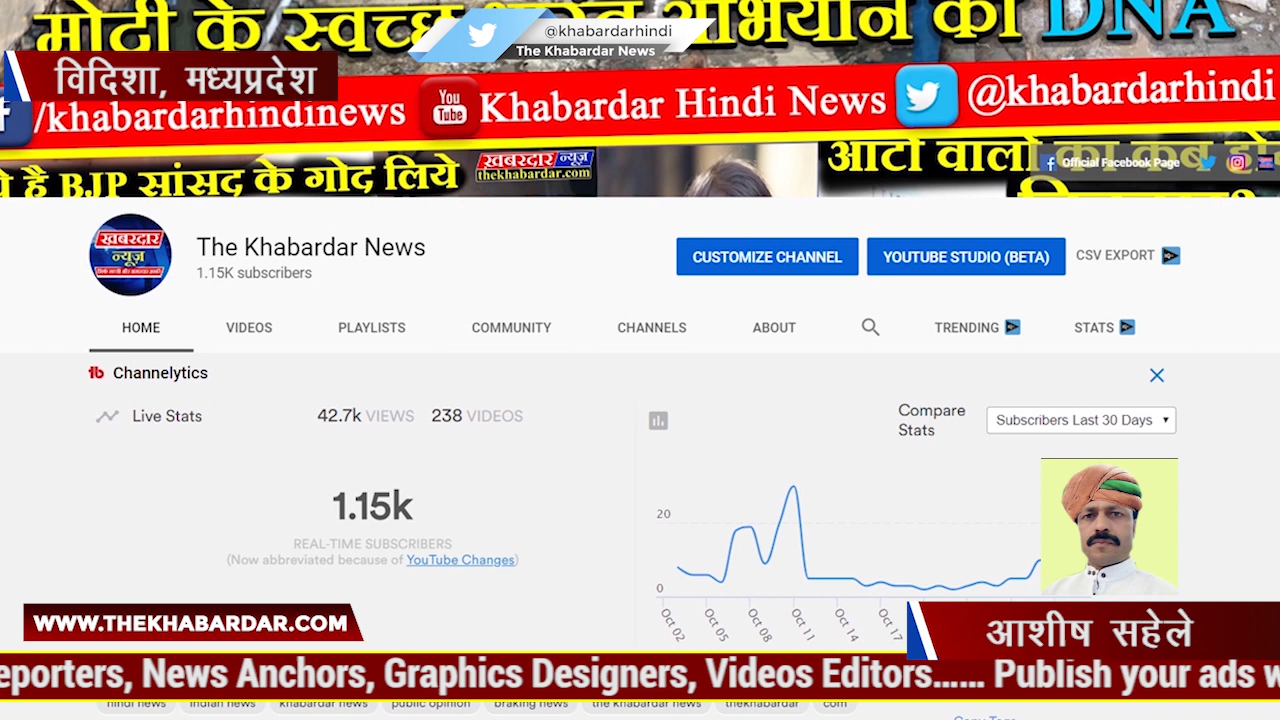 मोदी के स्वच्छ भारत अभियान का DNA
@khabardarhindi
The Khabardar News
विदिशा, मध्यप्रदेश
/khabardarhindinews
You Tube
Khabardar Hindi News
@khabardarhindi
है BJP सांसद के गोद लिये
खबरदार न्यूज़
thekhabardar.com
Official Facebook Page
खबरदार
न्यूज़
The Khabardar News
1.15K subscribers
CUSTOMIZE CHANNEL
YOUTUBE STUDIO (BETA)
CSV EXPORT
HOME VIDEOS PLAYLISTS COMMUNITY CHANNELS ABOUT TRENDING STATS
Channelytics
Live Stats
42.7k VIEWS 238 VIDEOS
Compare Stats
Subscribers Last 30 Days
1.15k
REAL-TIME SUBSCRIBERS
(Now abbreviated because of YouTube Changes)
20
0
Oct 02 Oct 05 Oct 08 Oct 11 Oct 14 Oct 17
WWW.THEKHABARDAR.COM
आशीष सहेले
eporters, News Anchors, Graphics Designers, Videos Editors...... Publish your ads w
hindi news indian news khabardar news public opinion braking news the khabardar news thekhabardar com